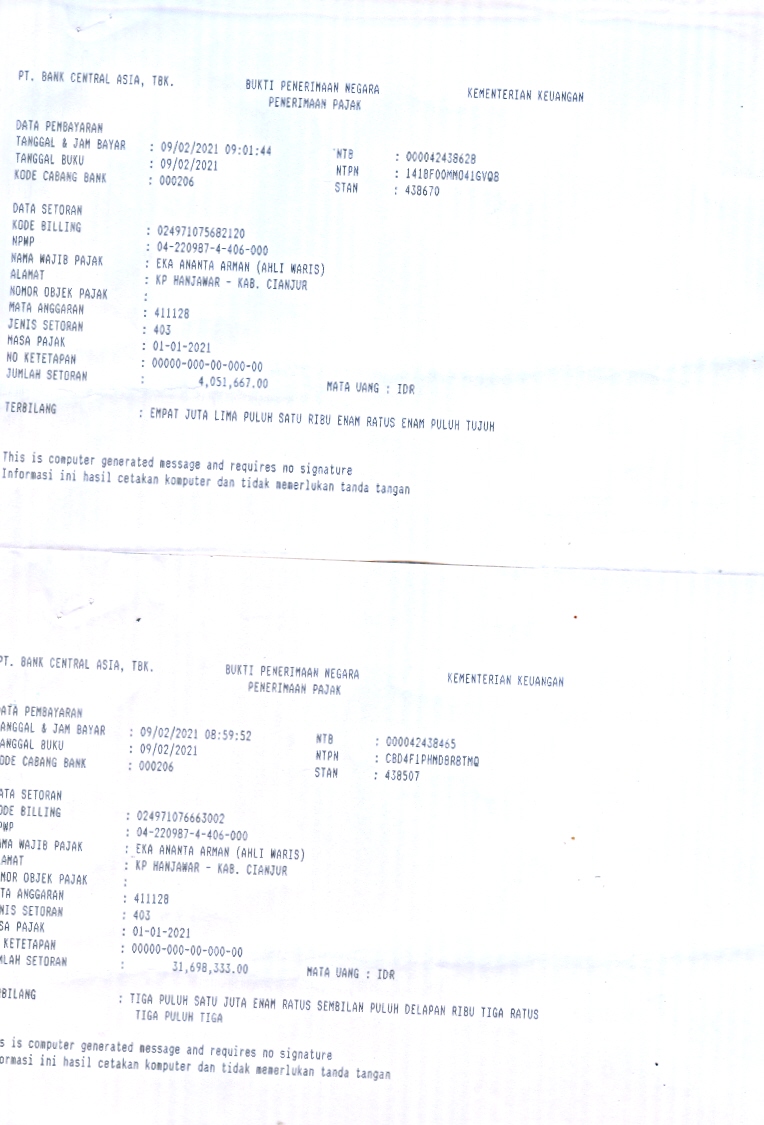 PT. BANK CENTRAL ASIA, TBK. BUKTI PENERIMAAN NEGARA KEMENTERIAN KEUANGAN
PENERIMAAN PAJAK
DATA PEMBAYARAN
TANGGAL & JAM BAYAR : 09/02/2021 09:01:44 NTB : 000042438628
TANGGAL BUKU : 09/02/2021 NTPN : 1418F0OMMO41GVQ8
KODE CABANG BANK : 000206 STAN : 438670
DATA SETORAN
KODE BILLING : 024971075682120
NPWP : 04-220987-4-406-000
NAMA WAJIB PAJAK : EKA ANANTA ARMAN (AHLI WARIS)
ALAMAT : KP HANJAWAR - KAB. CIANJUR
NOMOR OBJEK PAJAK :
MATA ANGGARAN : 411128
JENIS SETORAN : 403
MASA PAJAK : 01-01-2021
NO KETETAPAN : 00000-000-00-000-00
JUMLAH SETORAN : 4,051,667.00 MATA UANG : IDR
TERBILANG : EMPAT JUTA LIMA PULUH SATU RIBU ENAM RATUS ENAM PULUH TUJUH
This is computer generated message and requires no signature
Informasi ini hasil cetakan komputer dan tidak memerlukan tanda tangan
PT. BANK CENTRAL ASIA, TBK. BUKTI PENERIMAAN NEGARA KEMENTERIAN KEUANGAN
PENERIMAAN PAJAK
ATA PEMBAYARAN
ANGGAL & JAM BAYAR : 09/02/2021 08:59:52 NTB : 000042438465
ANGGAL BUKU : 09/02/2021 NTPN : CBD4F1PHMD8R8TMQ
ODE CABANG BANK : 000206 STAN : 438507
ATA SETORAN
ODE BILLING : 024971076663002
PWP : 04-220987-4-406-000
AMA WAJIB PAJAK : EKA ANANTA ARMAN (AHLI WARIS)
LAMAT : KP HANJAWAR - KAB. CIANJUR
OMOR OBJEK PAJAK :
TA ANGGARAN : 411128
NIS SETORAN : 403
SA PAJAK : 01-01-2021
KETETAPAN : 00000-000-00-000-00
MLAH SETORAN : 31,698,333.00 MATA UANG : IDR
RBILANG : TIGA PULUH SATU JUTA ENAM RATUS SEMBILAN PULUH DELAPAN RIBU TIGA RATUS
TIGA PULUH TIGA
s is computer generated message and requires no signature
ormasi ini hasil cetakan komputer dan tidak memerlukan tanda tangan